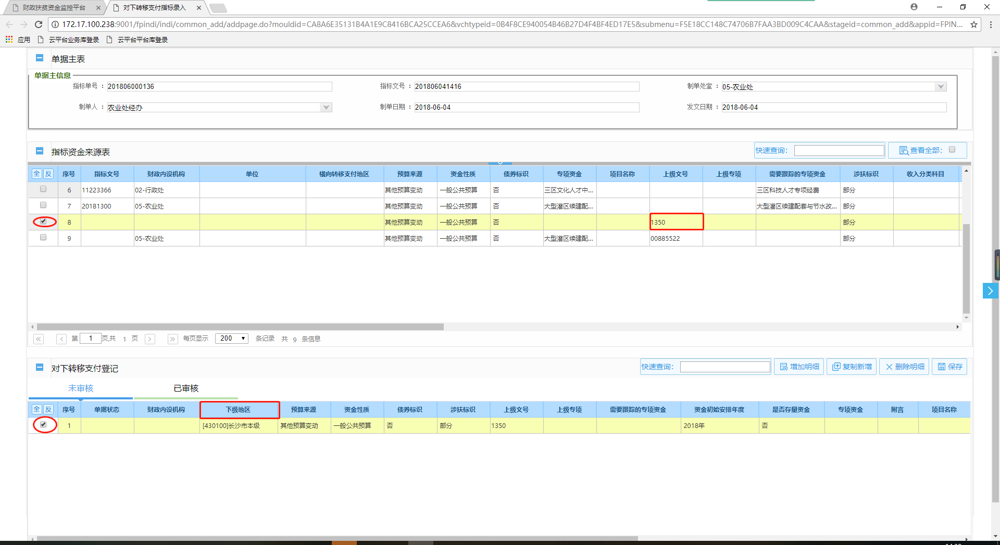 财政扶贫资金监控平台
对下转移支付指标录入
172.17.100.238:9001/fpindi/indi/common_add/addpage.do?mouldid=CA8A6E35131B4A1E9C8416BCA25CCEA6&vchtypeid=0B4F8CE940054B46B27D4F4BF4ED17E5&submenu=F5E18CC148C74706B7FAA3BD009C4CAA&stageid=common_add&appid=FPIN...
应用 云平台业务库登录 云平台平台库登录
单据主表
单据主信息
指标单号 : 201806000136 指标文号 : 201806041416 制单处室 : 05-农业处
制单人 : 农业处经办 制单日期 : 2018-06-04 发文日期 : 2018-06-04
指标资金来源表 快速查询: 查看全部:
全 反 序号 指标文号 财政内设机构 单位 横向转移支付地区 预算来源 资金性质 债券标识 专项资金 项目名称 上级文号 上级专项 需要跟踪的专项资金 涉扶标识 收入分类科目
6 11223366 02-行政处 其他预算变动 一般公共预算 否 三区文化人才中... 三区科技人才专项经费 部分
7 20181300 05-农业处 其他预算变动 一般公共预算 否 大型灌区续建配... 大型灌区续建配套与节水改... 部分
8 其他预算变动 一般公共预算 否 1350 部分
9 05-农业处 其他预算变动 一般公共预算 否 大型灌区续建配... 00885522 部分
第 1 页,共 1 页 每页显示 200 条记录 共 9 条信息
对下转移支付登记 快速查询: 增加明细 复制新增 删除明细 保存
未审核 已审核
全 反 序号 单据状态 财政内设机构 下级地区 预算来源 资金性质 债券标识 涉扶标识 上级文号 上级专项 需要跟踪的专项资金 资金初始安排年度 是否存量资金 专项资金 附言 项目名称
1 [430100]长沙市本级 其他预算变动 一般公共预算 否 部分 1350 2018年 否